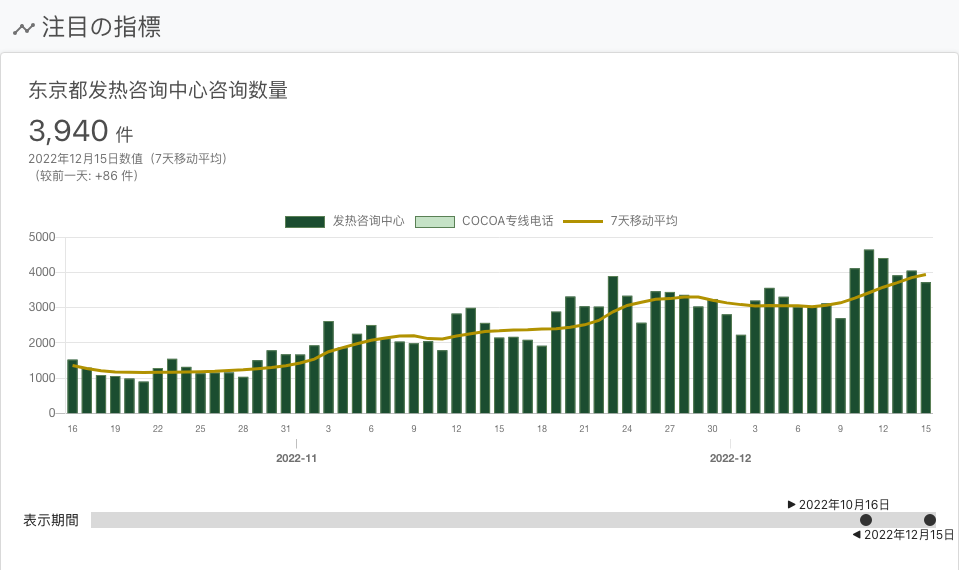 注目の指標
东京都发热咨询中心咨询数量
3,940 件
2022年12月15日数值（7天移动平均）
（较前一天: +86 件）
发热咨询中心 COCOA专线电话 7天移动平均
5000
4000
3000
2000
1000
0
16 19 22 25 28 31 3 6 9 12 15 18 21 24 27 30 3 6 9 12 15
2022-11 2022-12
▶ 2022年10月16日
表示期間
◀ 2022年12月15日